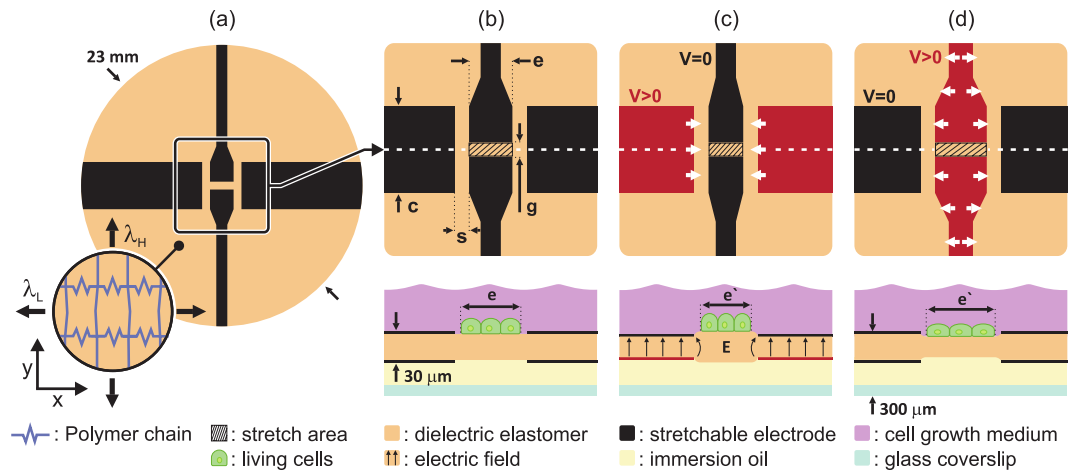 (a)
(b)
(c)
(d)
23 mm
λH
λL
y
x
e
c
s
g
V=0
V>0
V>0
V=0
e
30 μm
e`
E
e`
300 μm
: Polymer chain
: stretch area
: dielectric elastomer
: stretchable electrode
: cell growth medium
: living cells
: electric field
: immersion oil
: glass coverslip